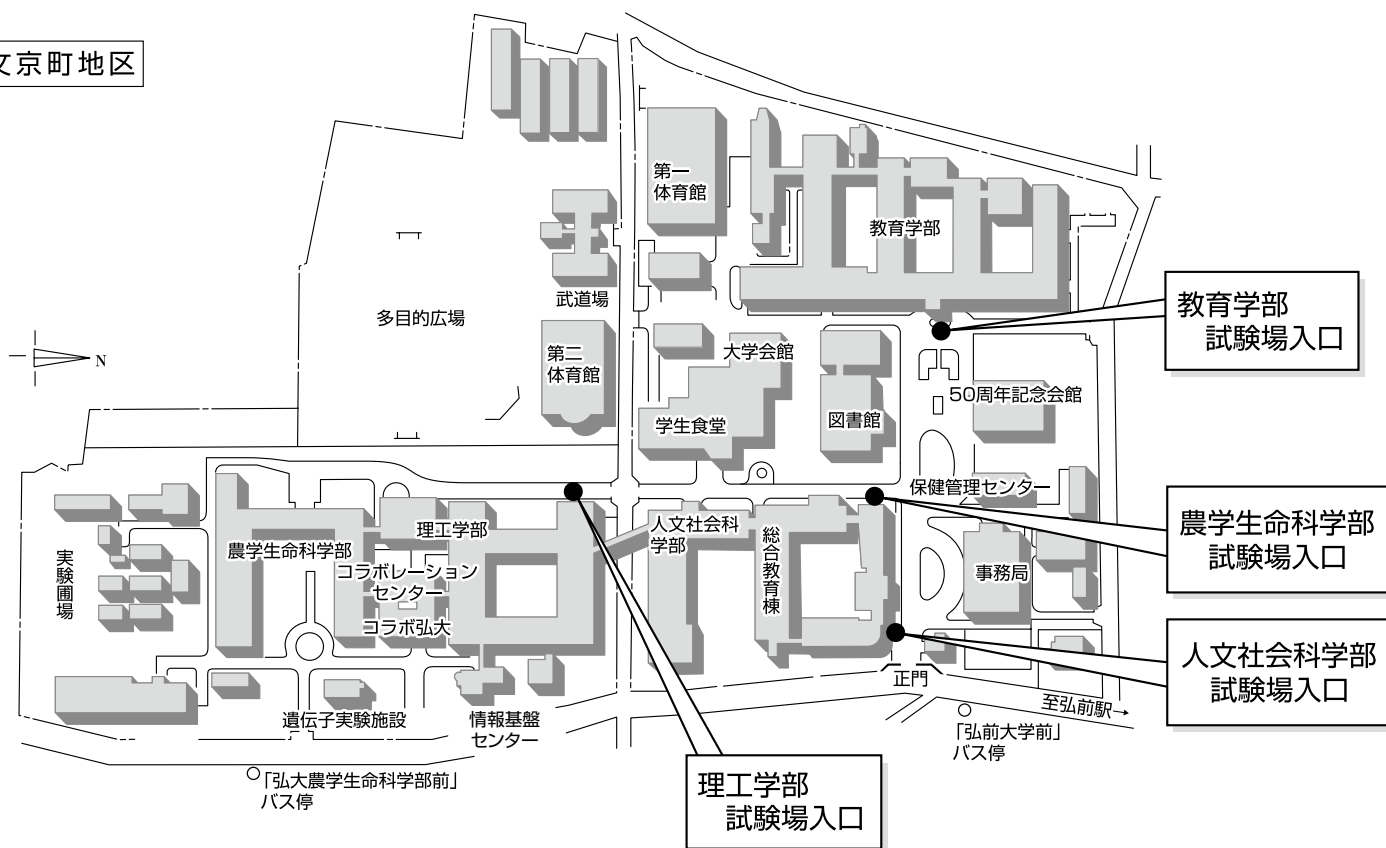 文京町地区
第一
体育館
教育学部
武道場
多目的広場
教育学部
試験場入口
第二
体育館
大学会館
N
50周年記念会館
学生食堂
図書館
保健管理センター
農学生命科学部
試験場入口
理工学部
人文社会科
学部
総合教育棟
農学生命科学部
実験圃場
コラボレーション
センター
事務局
コラボ弘大
人文社会科学部
試験場入口
正門
至弘前駅→
遺伝子実験施設
情報基盤
センター
「弘前大学前」
バス停
「弘大農学生命科学部前」
バス停
理工学部
試験場入口